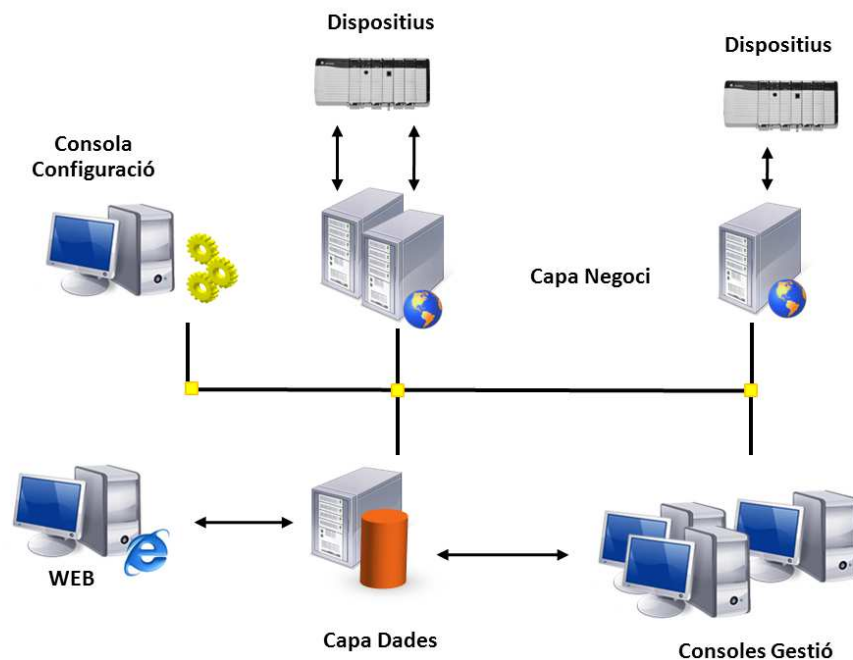 Dispositius
Dispositius
Consola
Configuració
Capa Negoci
WEB
Capa Dades
Consoles Gestió